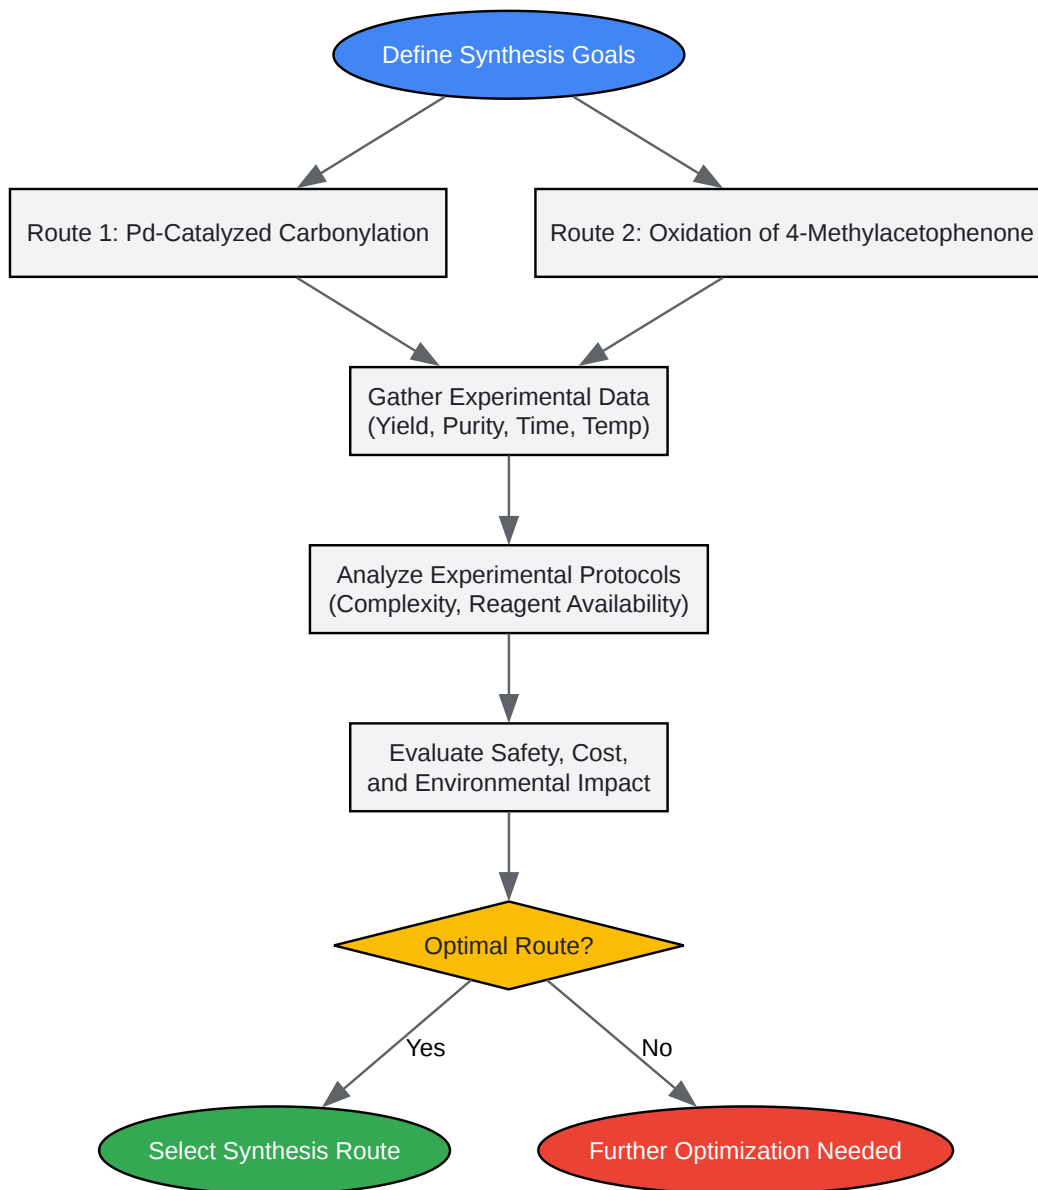 Define Synthesis Goals
Route 1: Pd-Catalyzed Carbonylation
Route 2: Oxidation of 4-Methylacetophenone
Gather Experimental Data
(Yield, Purity, Time, Temp)
Analyze Experimental Protocols
(Complexity, Reagent Availability)
Evaluate Safety, Cost,
and Environmental Impact
Optimal Route?
Yes
No
Select Synthesis Route
Further Optimization Needed